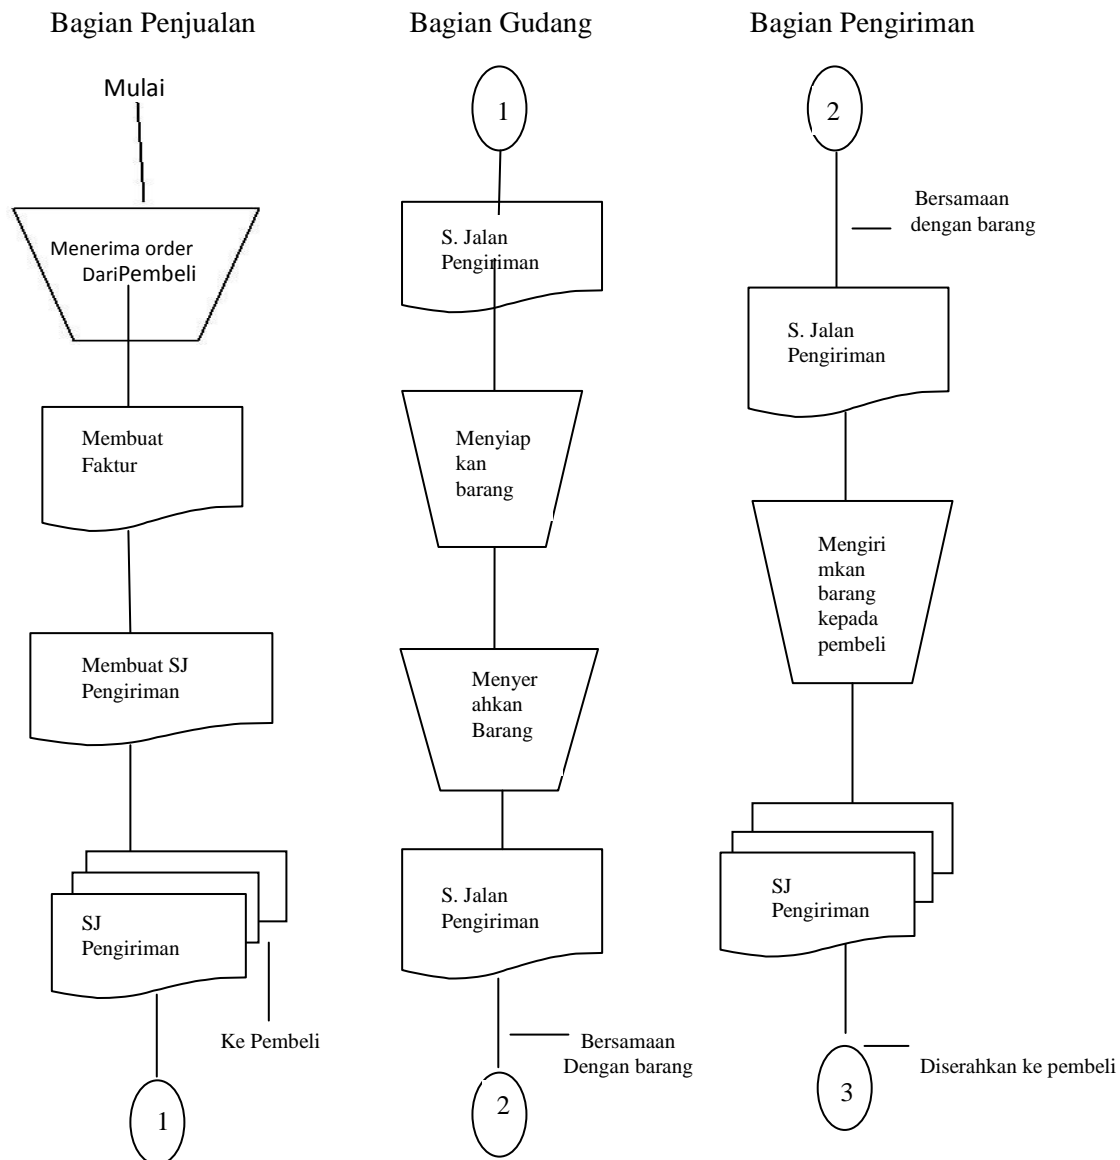 Bagian Penjualan
Mulai
Menerima order
DariPembeli
Membuat
Faktur
Membuat SJ
Pengiriman
SJ
Pengiriman
Ke Pembeli
1
Bagian Gudang
1
S. Jalan
Pengiriman
Menyiap
kan
barang
Menyer
ahkan
Barang
S. Jalan
Pengiriman
Bersamaan
Dengan barang
2
Bagian Pengiriman
2
Bersamaan
dengan barang
S. Jalan
Pengiriman
Mengiri
mkan
barang
kepada
pembeli
SJ
Pengiriman
Diserahkan ke pembeli
3